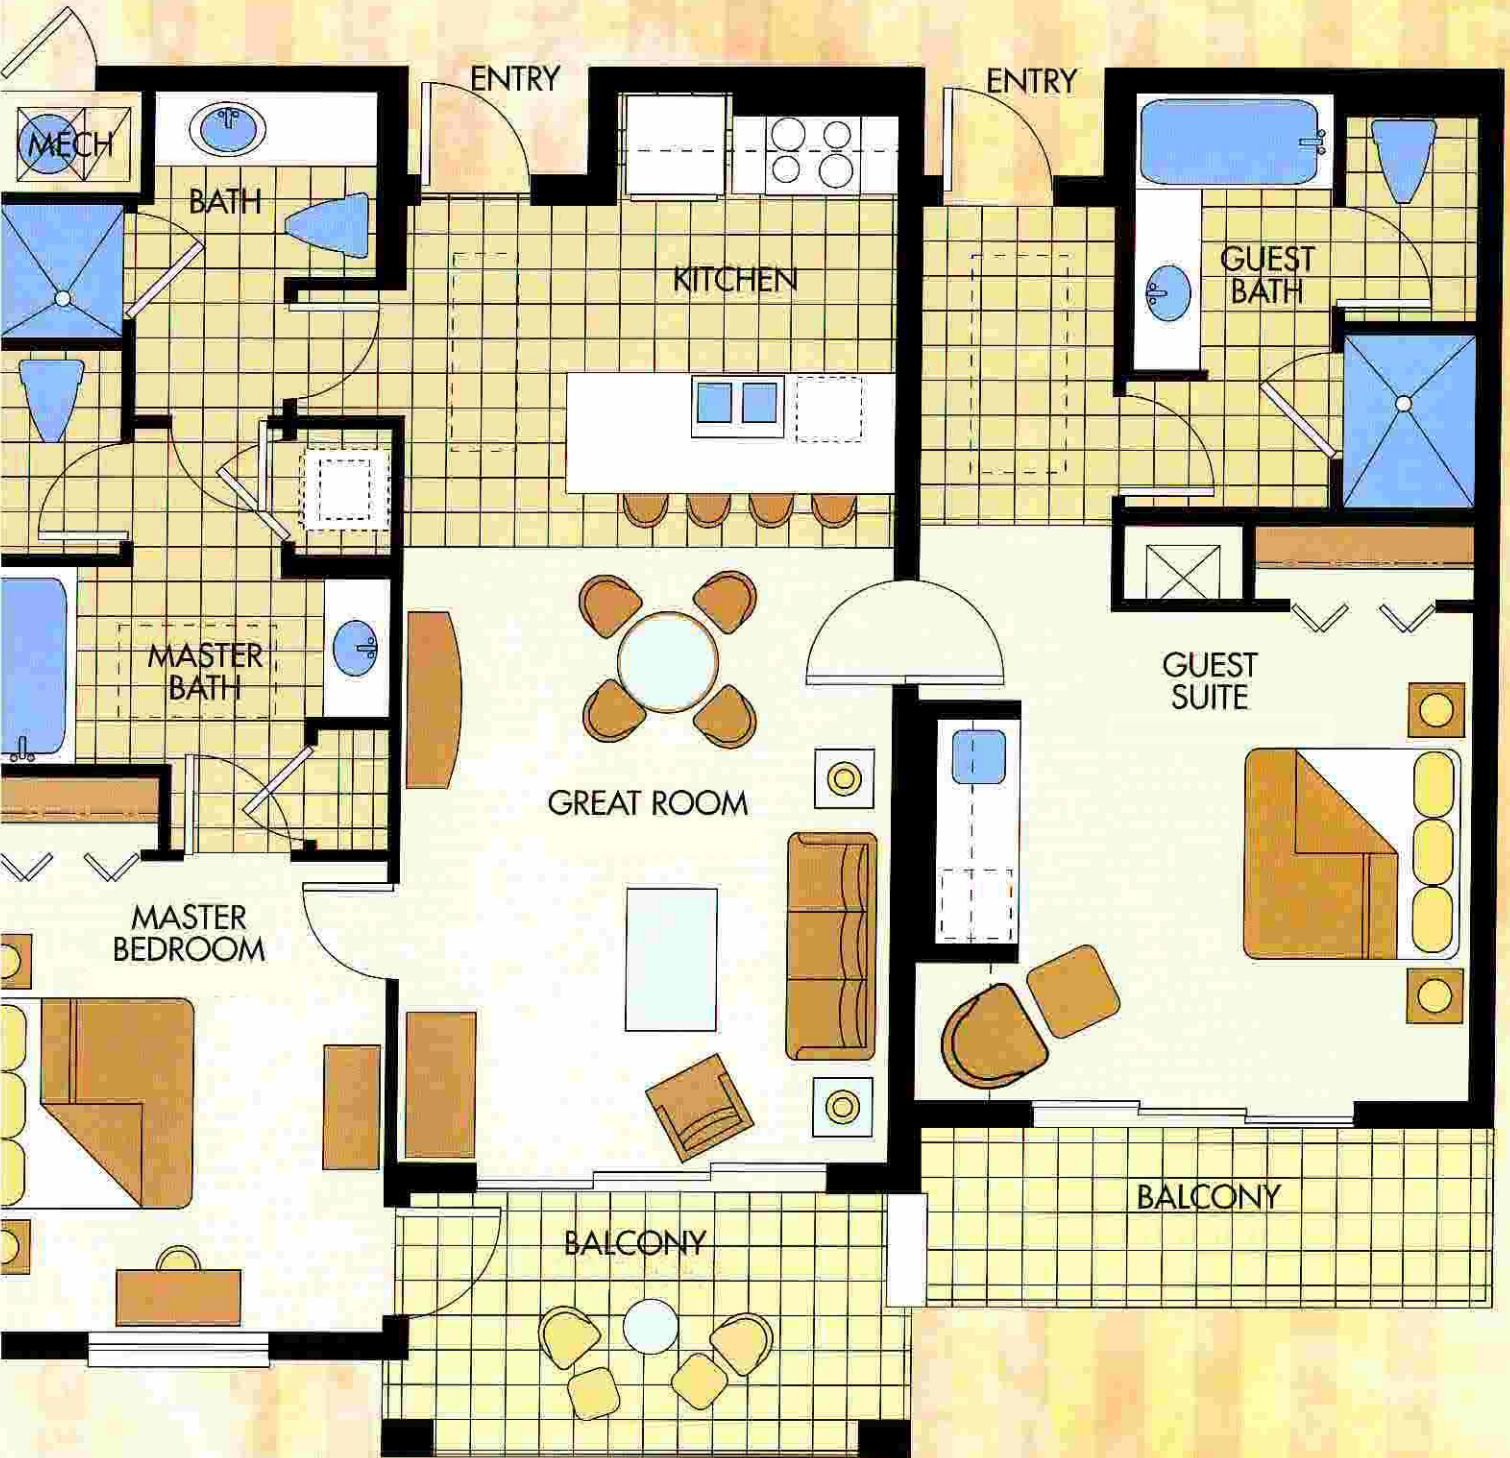 ENTRY
ENTRY
MECH
BATH
KITCHEN
GUEST
BATH
MASTER
BATH
GUEST
SUITE
GREAT ROOM
MASTER
BEDROOM
BALCONY
BALCONY